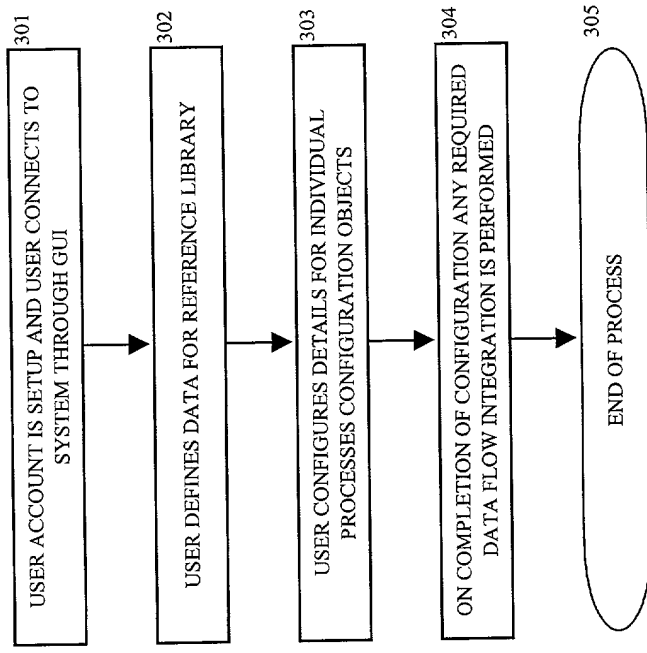 301
USER ACCOUNT IS SETUP AND USER CONNECTS TO
SYSTEM THROUGH GUI
302
USER DEFINES DATA FOR REFERENCE LIBRARY
303
USER CONFIGURES DETAILS FOR INDIVIDUAL
PROCESSES CONFIGURATION OBJECTS
304
ON COMPLETION OF CONFIGURATION ANY REQUIRED
DATA FLOW INTEGRATION IS PERFORMED
305
END OF PROCESS